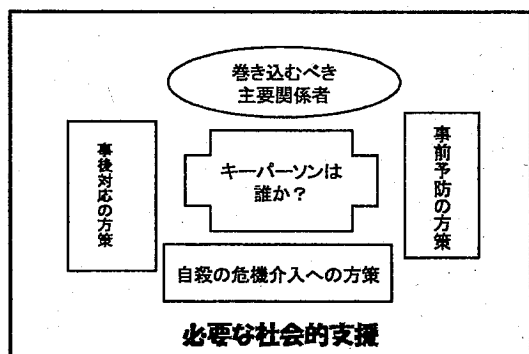 巻き込むべき
主要関係者
事後対応の方策
キーパーソンは
誰か？
事前予防の方策
自殺の危機介入への方策
必要な社会的支援